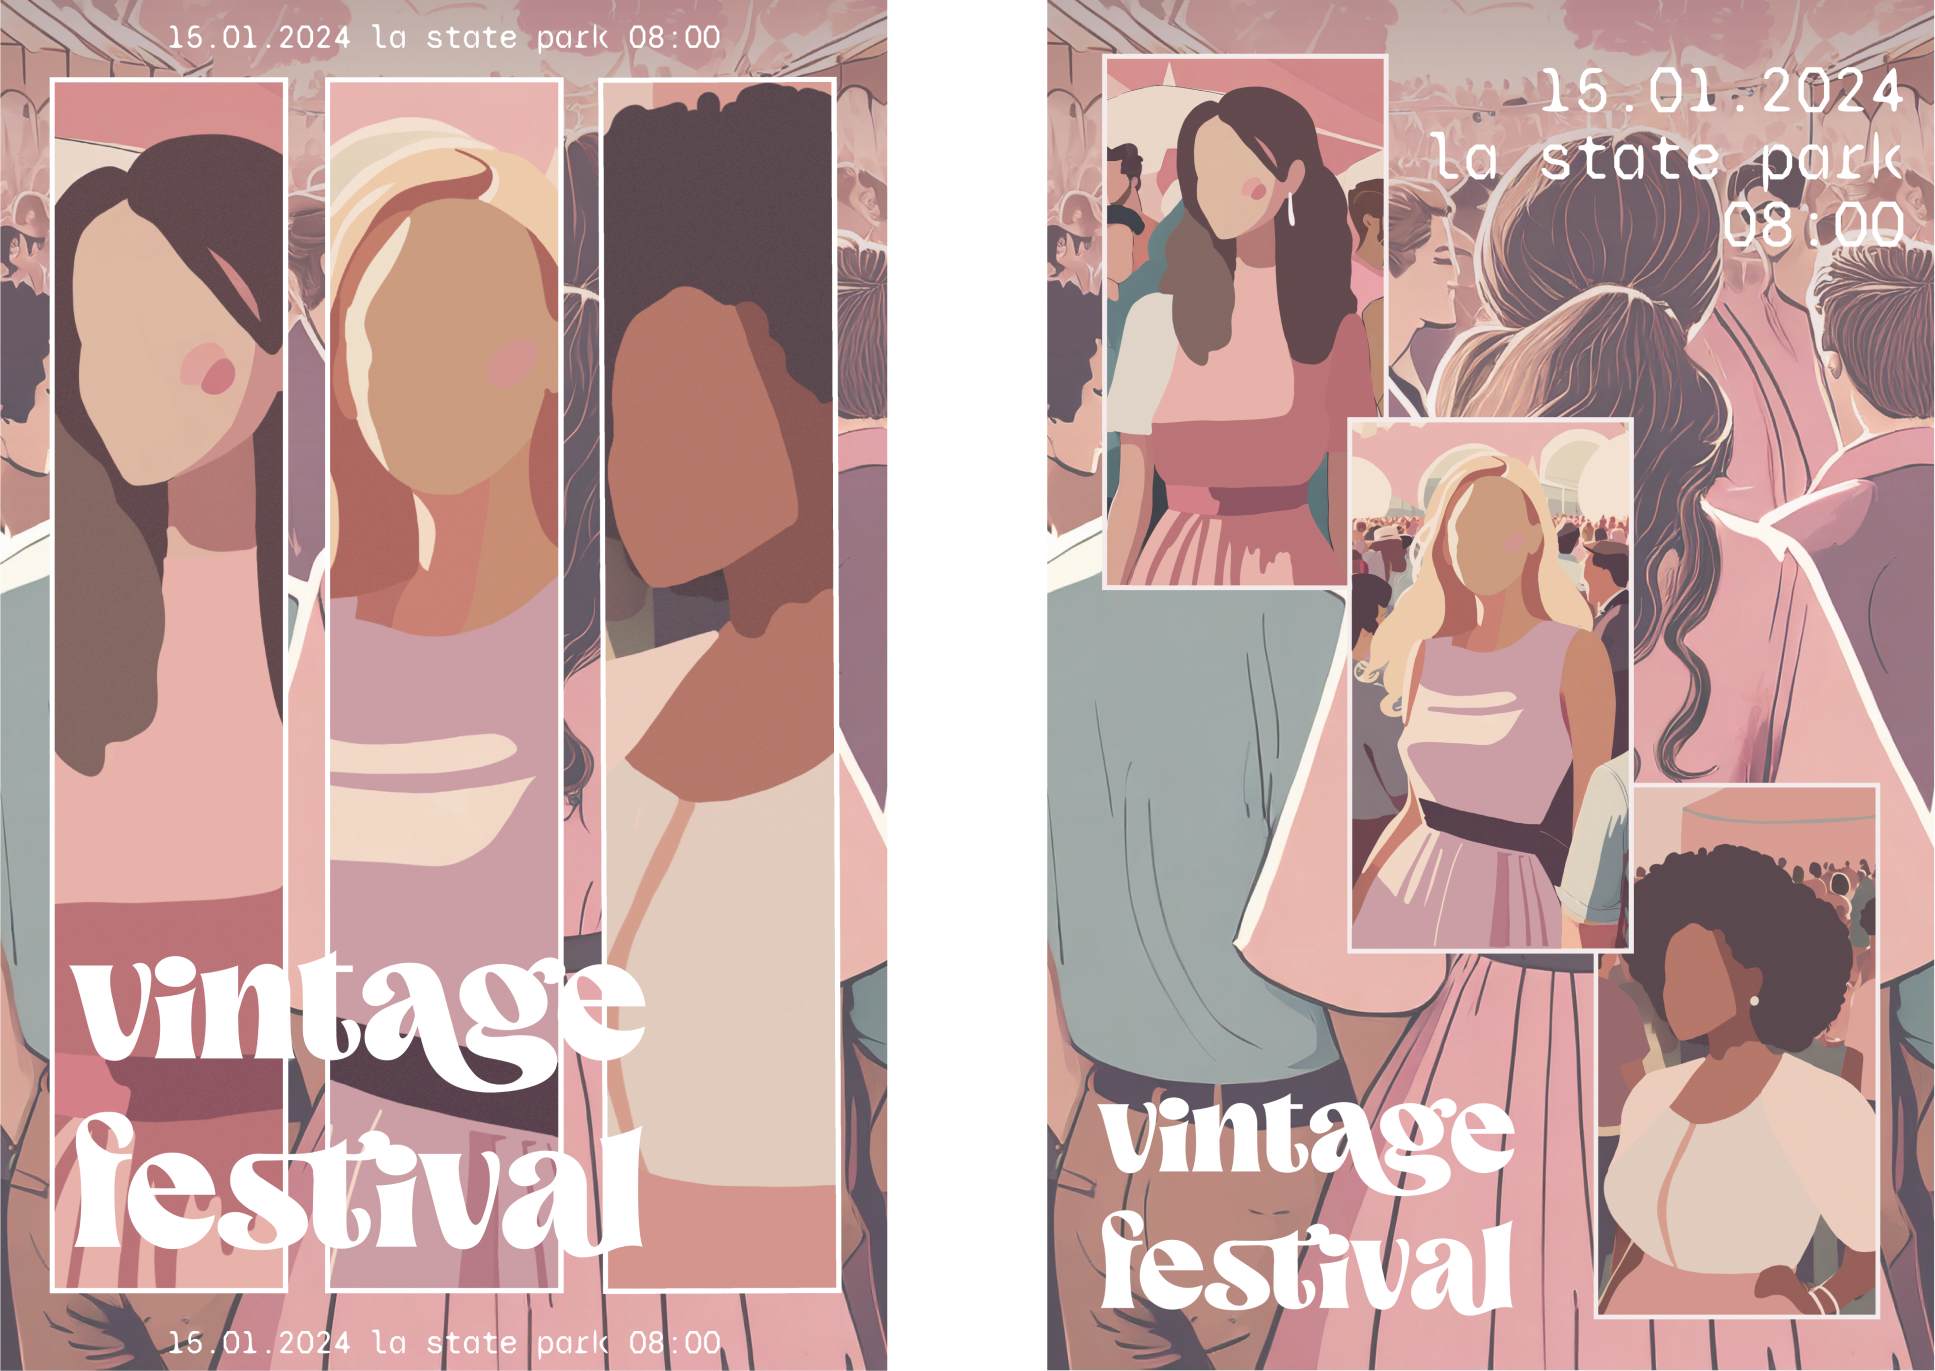 15.01.2024 la state park 08:00
vintage
festival
15.01.2024 la state park 08:00
15.01.2024
la state park
08:00
vintage
festival